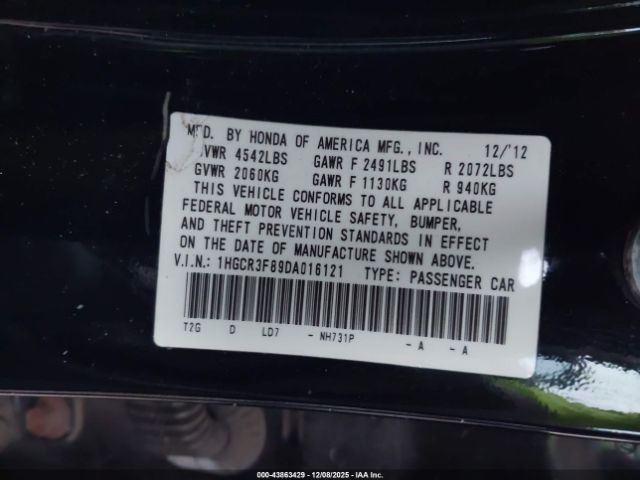 MFD. BY HONDA OF AMERICA MFG., INC. 12/'12
GVWR 4542LBS GAWR F 2491LBS R 2072LBS
GVWR 2060KG GAWR F 1130KG R 940KG
THIS VEHICLE CONFORMS TO ALL APPLICABLE
FEDERAL MOTOR VEHICLE SAFETY, BUMPER,
AND THEFT PREVENTION STANDARDS IN EFFECT
ON THE DATE OF MANUFACTURE SHOWN ABOVE.
V.I.N.: 1HGCR3F89DA016121 TYPE: PASSENGER CAR
T2G D LD7 - NH731P - A - A
000-43863429 - 12/08/2025 - IAA Inc.